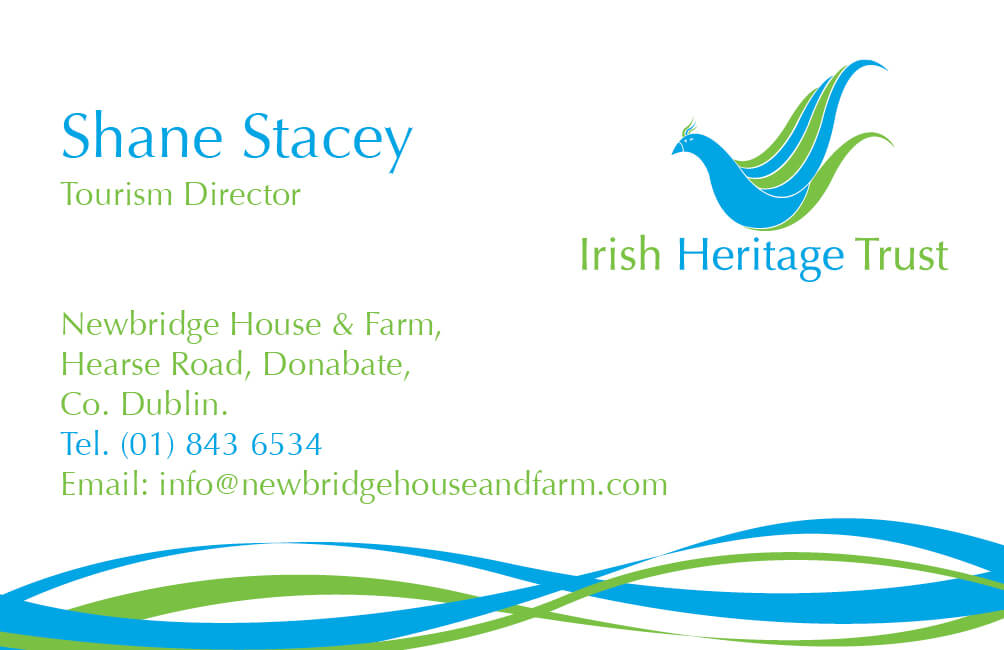 Shane Stacey
Tourism Director
Irish Heritage Trust
Newbridge House & Farm,
Hearse Road, Donabate,
Co. Dublin.
Tel. (01) 843 6534
Email: info@newbridgehouseandfarm.com